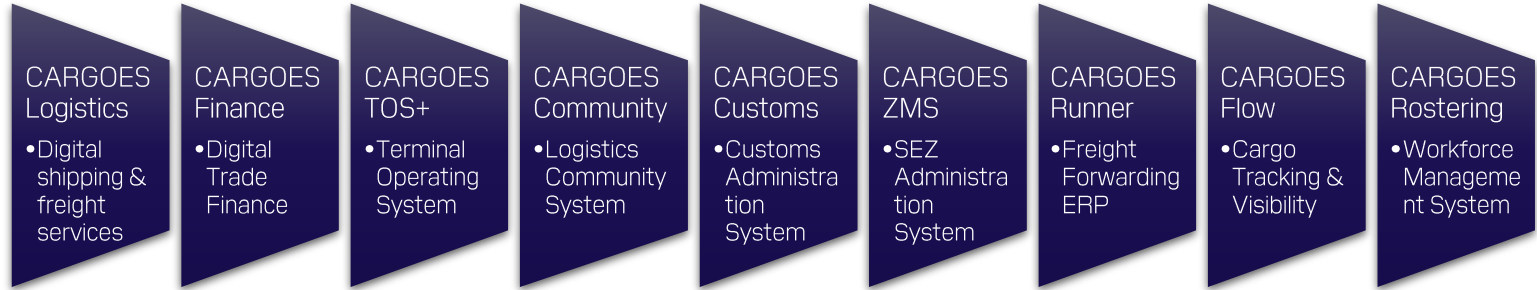 CARGOES
Logistics
•Digital
shipping &
freight
services
CARGOES
Finance
•Digital
Trade
Finance
CARGOES
TOS+
•Terminal
Operating
System
CARGOES
Community
•Logistics
Community
System
CARGOES
Customs
•Customs
Administra
tion
System
CARGOES
ZMS
•SEZ
Administra
tion
System
CARGOES
Runner
•Freight
Forwarding
ERP
CARGOES
Flow
•Cargo
Tracking &
Visibility
CARGOES
Rostering
•Workforce
Manageme
nt System